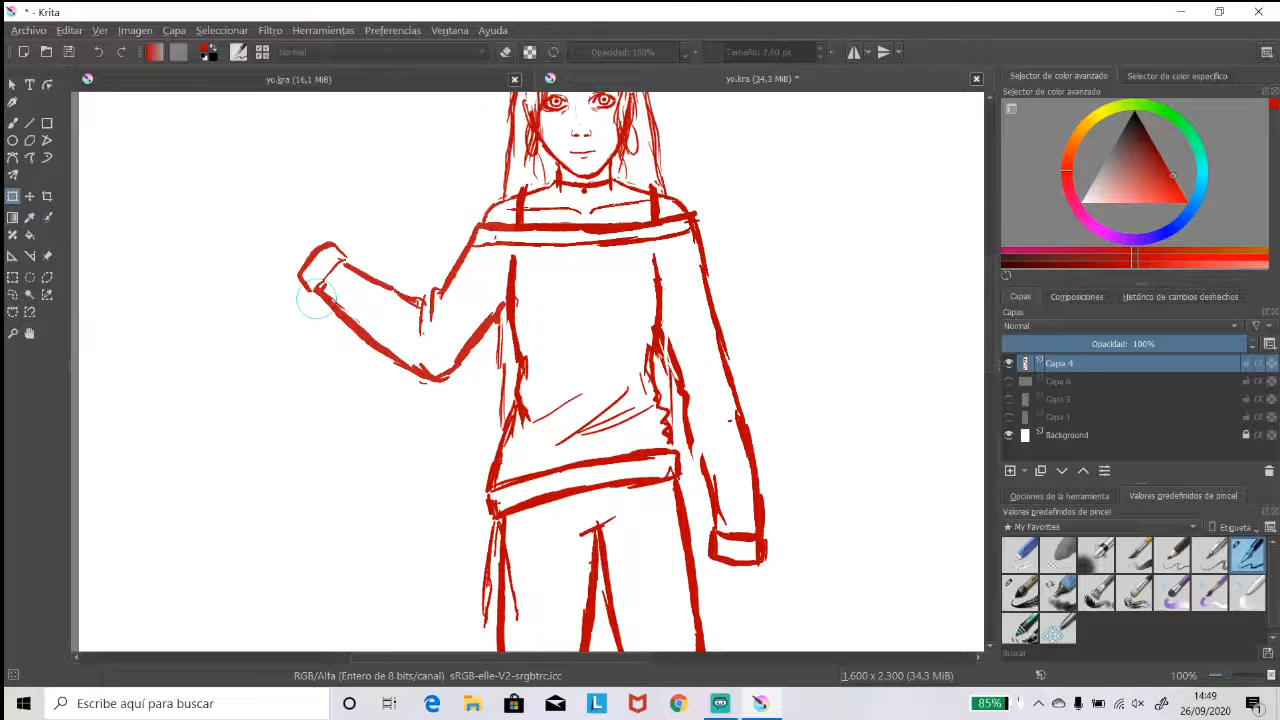 * - Krita
Archivo Editar Ver Imagen Capa Seleccionar Filtro Herramientas Preferencias Ventana Ayuda
Normal Opacidad: 100% Tamaño: 7,60 px
yo.kra (16,1 MiB) yo.kra (34,3 MiB) *
Selector de color avanzado Selector de color específico
Selector de color avanzado
Capas Composiciones Histórico de cambios deshechos
Capas
Normal
Opacidad: 100%
Capa 4
Capa 6
Capa 3
Capa 1
Background
Opciones de la herramienta Valores predefinidos de pincel
Valores predefinidos de pincel
★ My Favorites Etiqueta
Buscar
RGB/Alfa (Entero de 8 bits/canal) sRGB-elle-V2-srgbtrc.icc 1.600 x 2.300 (34,3 MiB) 100%
Escribe aquí para buscar 85% 14:49
26/09/2020